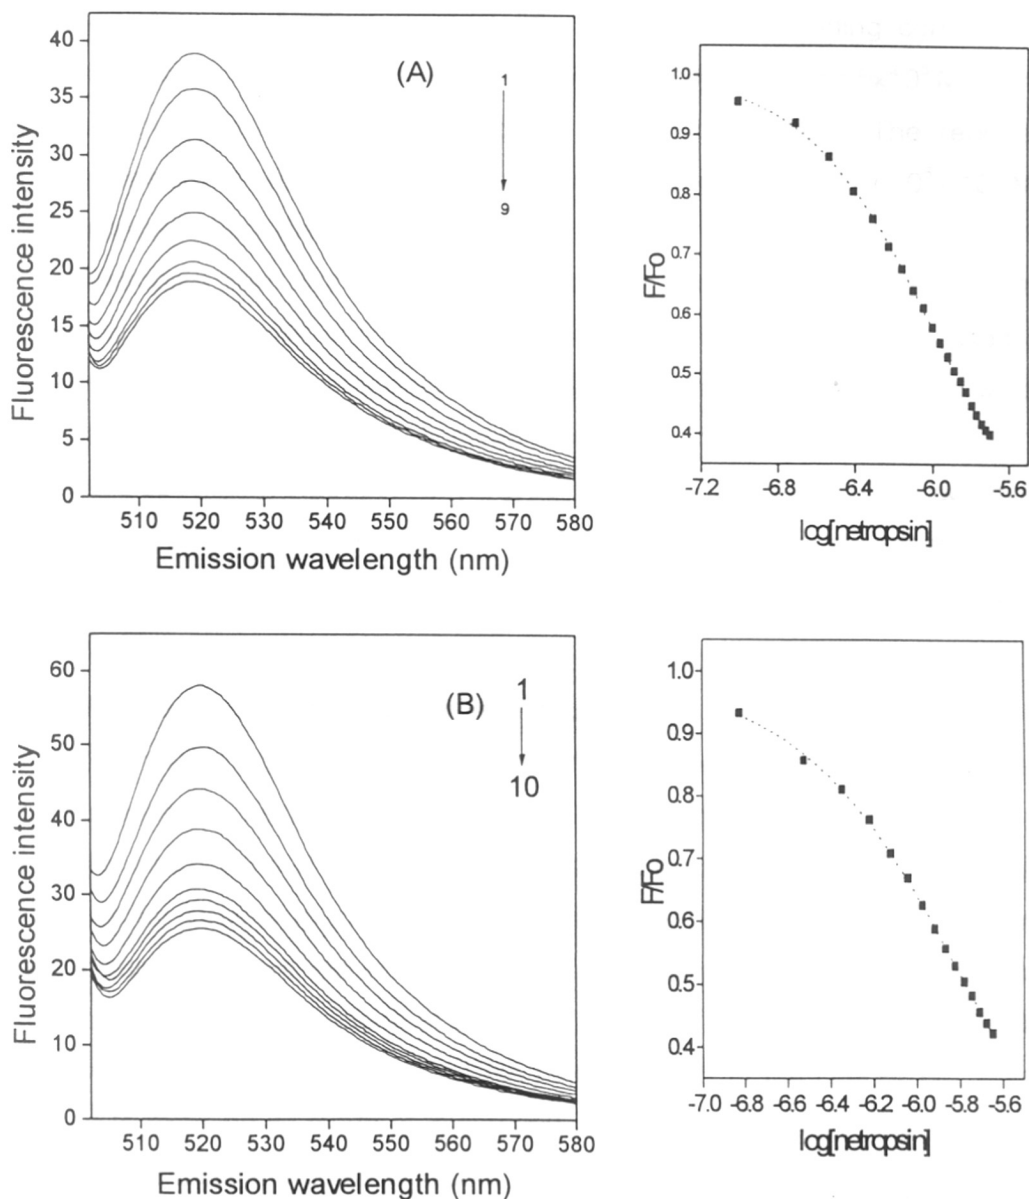 (A)
1
9
40
35
30
25
20
15
10
5
0
Fluorescence intensity
510 520 530 540 550 560 570 580
Emission wavelength (nm)
1.0
0.9
0.8
0.7
0.6
0.5
0.4
F/Fo
-7.2 -6.8 -6.4 -6.0 -5.6
log[netropsin]
(B)
1
10
60
50
40
30
20
10
0
Fluorescence intensity
510 520 530 540 550 560 570 580
Emission wavelength (nm)
1.0
0.9
0.8
0.7
0.6
0.5
0.4
F/Fo
-7.0 -6.8 -6.6 -6.4 -6.2 -6.0 -5.8 -5.6
log[netropsin]